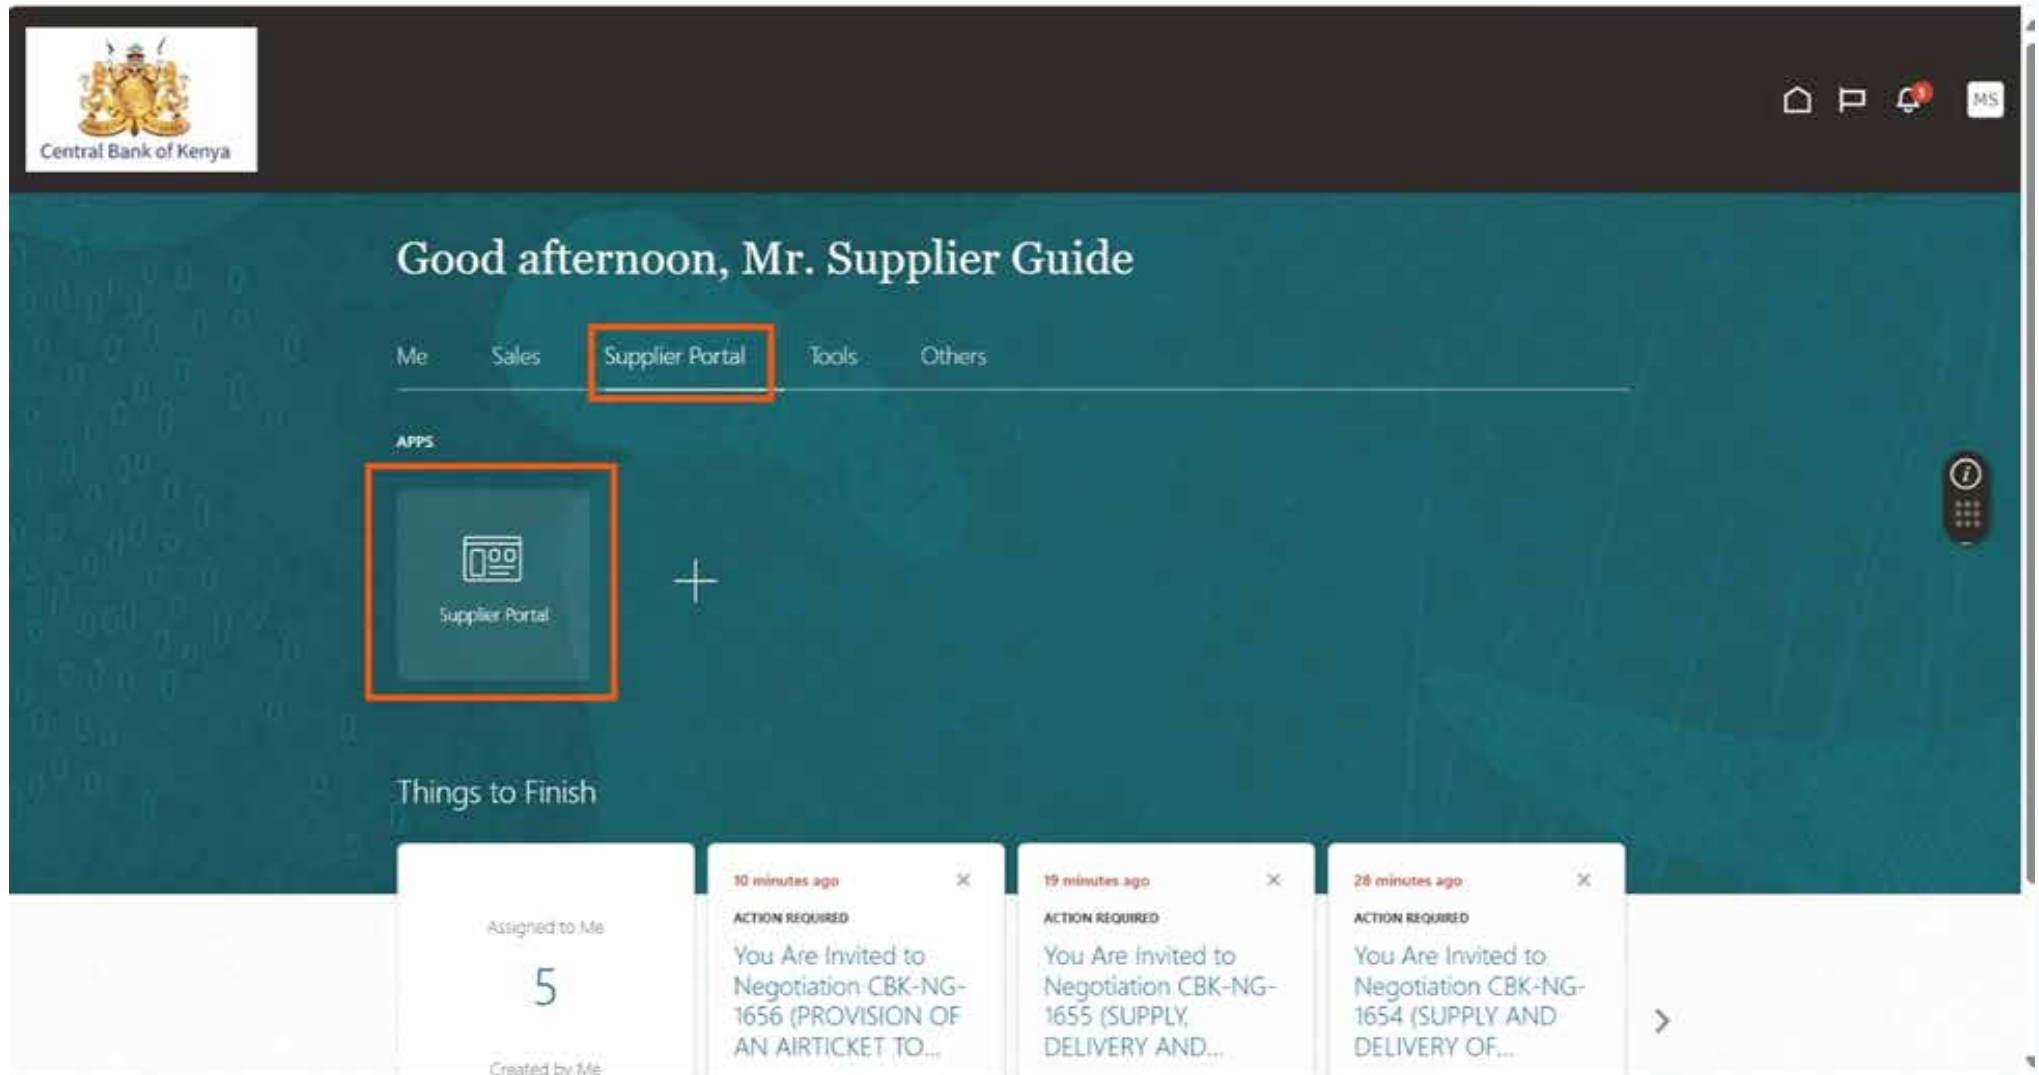 Central Bank of Kenya
MS
Good afternoon, Mr. Supplier Guide
Me Sales Supplier Portal Tools Others
APPS
Supplier Portal
Things to Finish
Assigned to Me
5
Created by Me
10 minutes ago
ACTION REQUIRED
You Are Invited to
Negotiation CBK-NG-
1656 (PROVISION OF
AN AIRTICKET TO...
19 minutes ago
ACTION REQUIRED
You Are Invited to
Negotiation CBK-NG-
1655 (SUPPLY,
DELIVERY AND...
28 minutes ago
ACTION REQUIRED
You Are Invited to
Negotiation CBK-NG-
1654 (SUPPLY AND
DELIVERY OF...